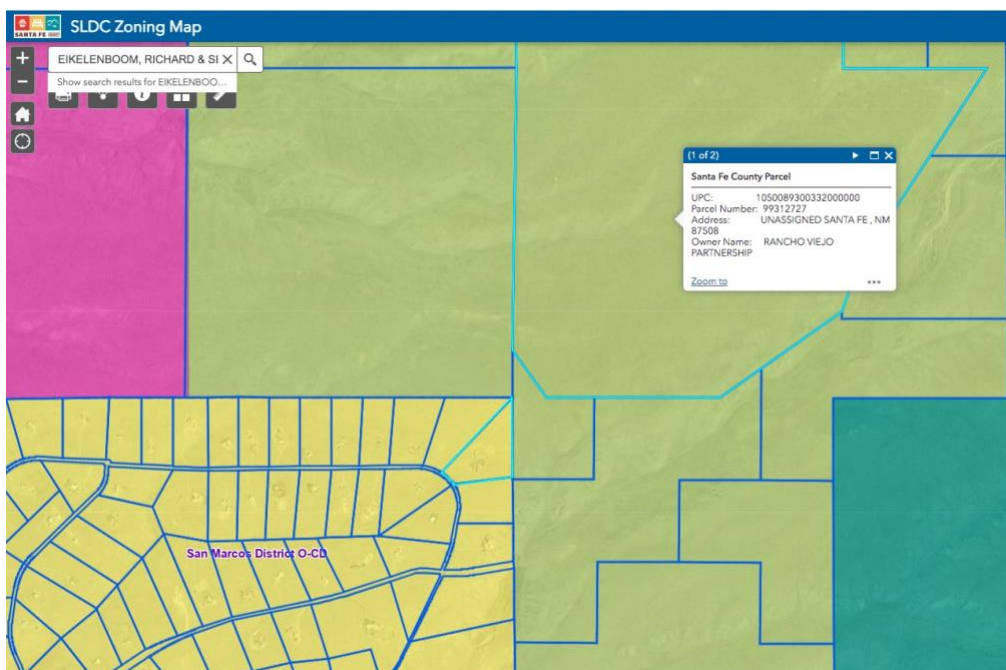 SANTA FE
SLDC Zoning Map
+
EIKELENBOOM, RICHARD & SI
Show search results for EIKELENBOO...
−
(1 of 2)
Santa Fe County Parcel
UPC: 1050089300332000000
Parcel Number: 99312727
Address: UNASSIGNED SANTA FE , NM
87508
Owner Name: RANCHO VIEJO
PARTNERSHIP
Zoom to
San Marcos District O-CD